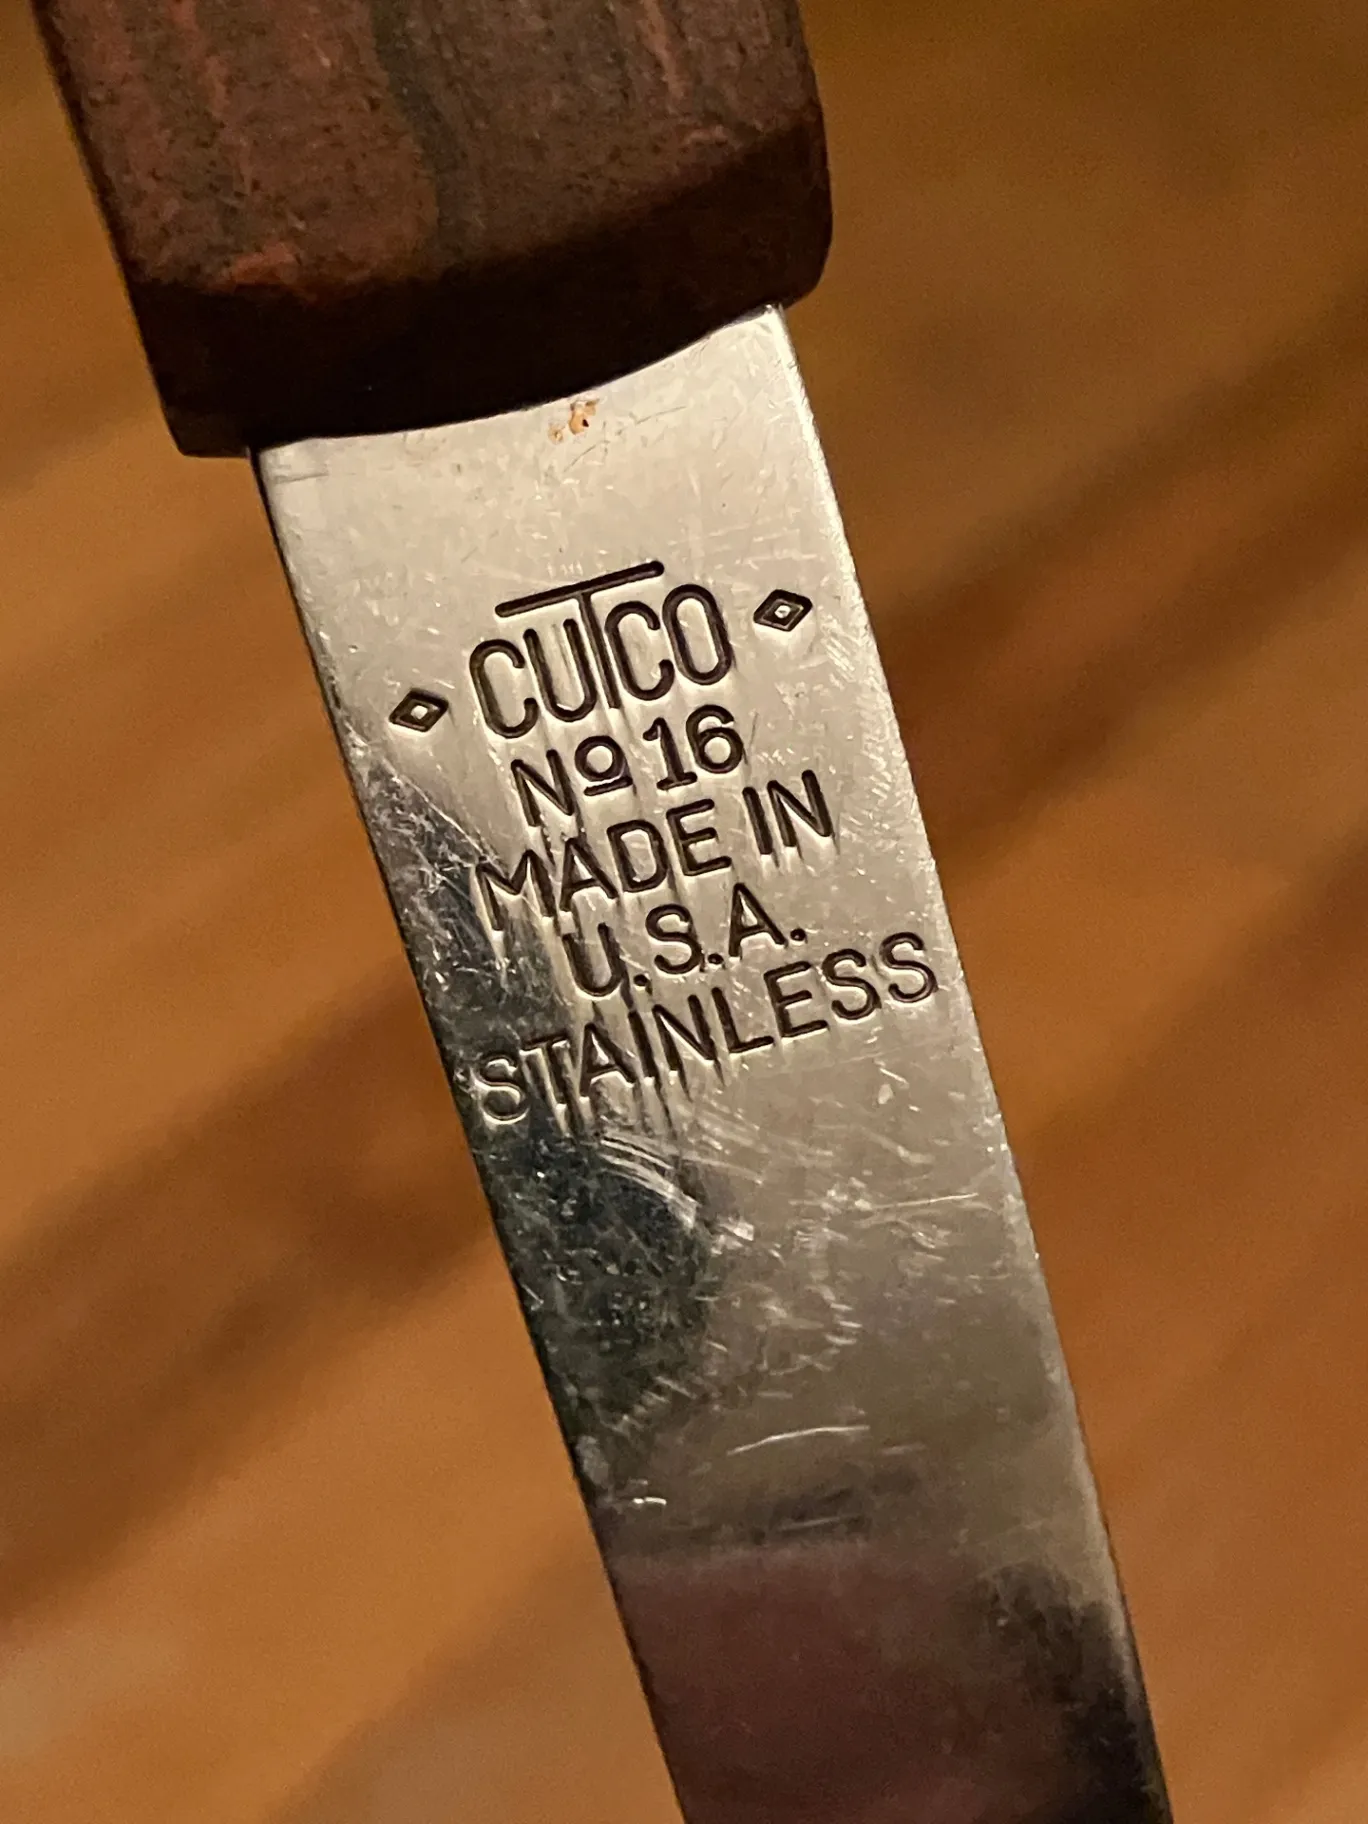 CUTCO
Nº 16
MADE IN
U.S.A.
STAINLESS